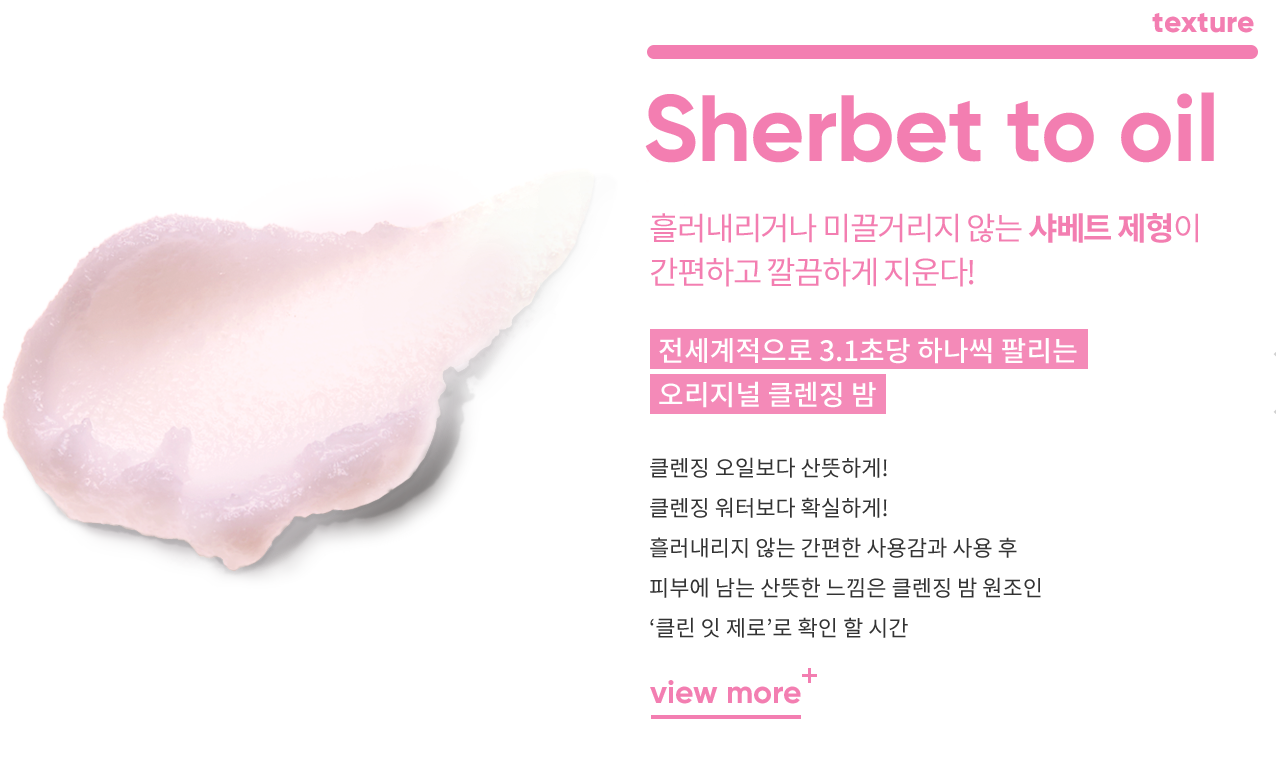 texture
Sherbet to oil
흘러내리거나 미끌거리지 않는 샤베트 제형이
간편하고 깔끔하게 지운다!
전세계적으로 3.1초당 하나씩 팔리는
오리지널 클렌징 밤
클렌징 오일보다 산뜻하게!
클렌징 워터보다 확실하게!
흘러내리지 않는 간편한 사용감과 사용 후
피부에 남는 산뜻한 느낌은 클렌징 밤 원조인
‘클린 잇 제로’로 확인 할 시간
view more+